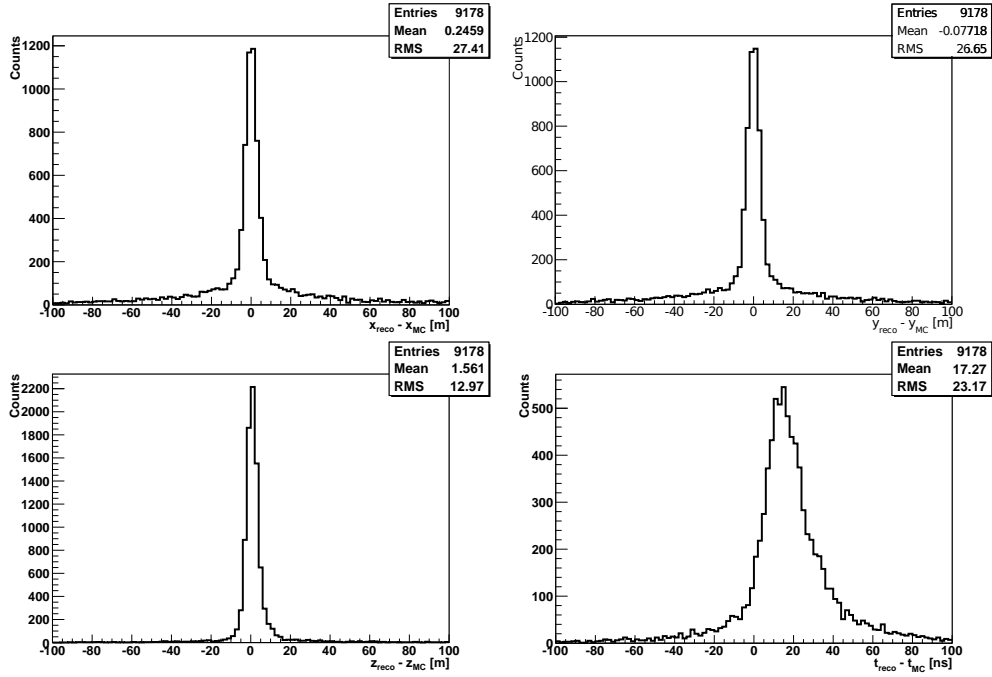 Entries 9178
Mean 0.2459
RMS 27.41
Counts
1200
1000
800
600
400
200
0
-100 -80 -60 -40 -20 0 20 40 60 80 100
x_reco - x_MC [m]
Entries 9178
Mean -0.07718
RMS 26.65
Counts
1200
1000
800
600
400
200
0
-100 -80 -60 -40 -20 0 20 40 60 80 100
y_reco - y_MC [m]
Entries 9178
Mean 1.561
RMS 12.97
Counts
2200
2000
1800
1600
1400
1200
1000
800
600
400
200
0
-100 -80 -60 -40 -20 0 20 40 60 80 100
z_reco - z_MC [m]
Entries 9178
Mean 17.27
RMS 23.17
Counts
500
400
300
200
100
0
-100 -80 -60 -40 -20 0 20 40 60 80 100
t_reco - t_MC [ns]